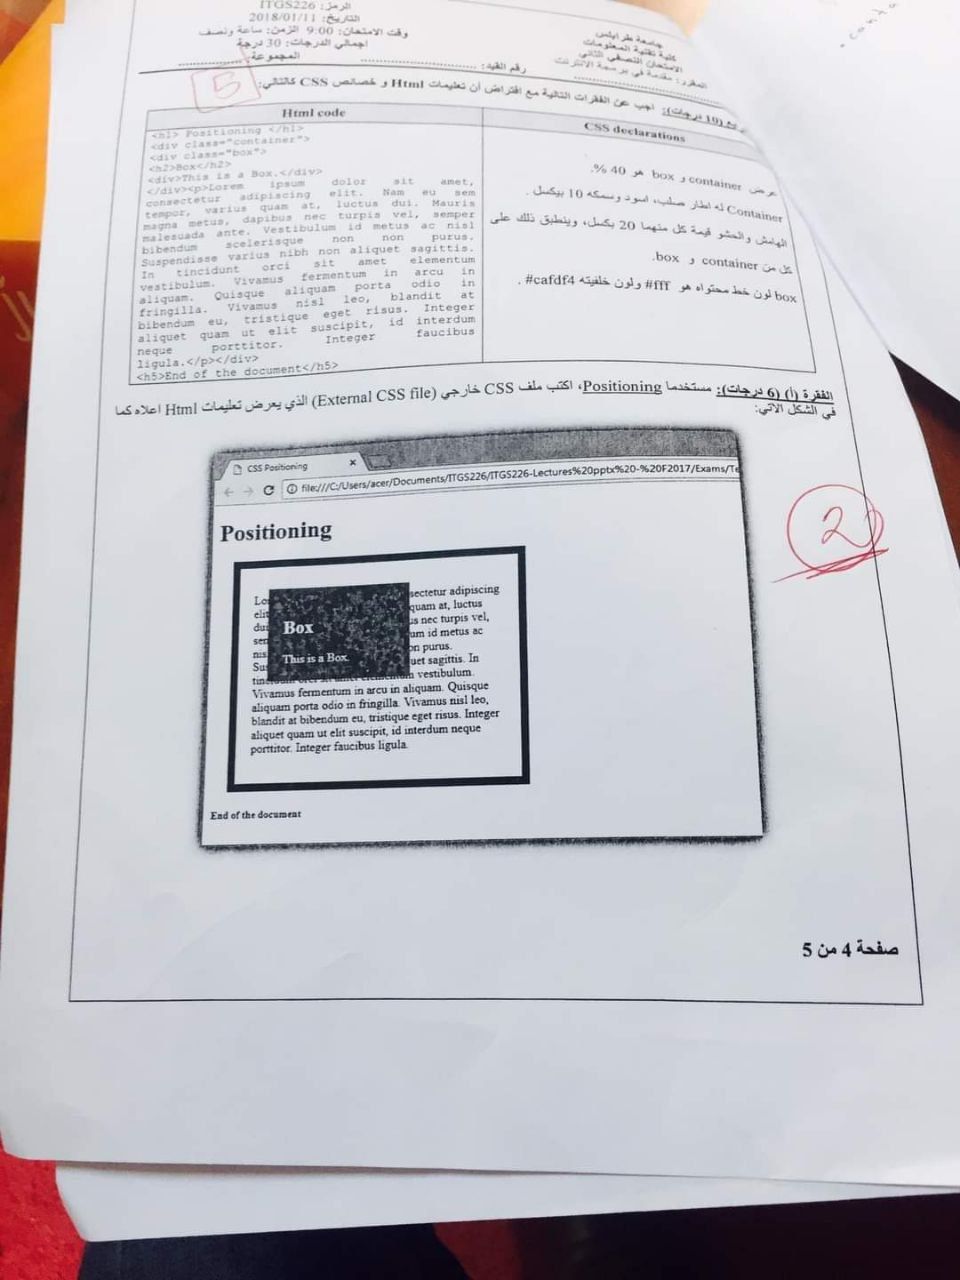 جامعة طرابلس
كلية تقنية المعلومات
الامتحان النصفي الثاني
المقرر: مقدمة في برمجة الانترنت
الرمز: ITGS226
التاريخ: 2018/01/11
وقت الامتحان: 9:00 الزمن: ساعة ونصف
اجمالي الدرجات: 30 درجة
رقم القيد: ........................ المجموعة: ................
5
(10 درجات): اجب عن الفقرات التالية مع افتراض أن تعليمات Html و خصائص CSS كالتالي:
Html code
<h1> Positioning </h1>
<div class="container">
<div class="box">
<h2>Box</h2>
<div>This is a Box.</div>
</div><p>Lorem ipsum dolor sit amet,
consectetur adipiscing elit. Nam eu sem
tempor, varius quam at, luctus dui. Mauris
magna metus, dapibus nec turpis vel, semper
malesuada ante. Vestibulum id metus ac nisl
bibendum scelerisque non non purus.
Suspendisse varius nibh non aliquet sagittis.
In tincidunt orci sit amet elementum
vestibulum. Vivamus fermentum in arcu in
aliquam. Quisque aliquam porta odio in
fringilla. Vivamus nisl leo, blandit at
bibendum eu, tristique eget risus. Integer
aliquet quam ut elit suscipit, id interdum
neque porttitor. Integer faucibus
ligula.</p></div>
<h5>End of the document</h5>
CSS declarations
عرض container و box هو 40 %.
Container له اطار صلب، اسود وسمكه 10 بيكسل.
الهامش والحشو قيمة كل منهما 20 بكسل، وينطبق ذلك على
كل من container و box.
box لون خط محتواه هو #fff ولون خلفيته #cafdf4 .
الفقرة (أ) (6 درجات): مستخدما Positioning، اكتب ملف CSS خارجي (External CSS file) الذي يعرض تعليمات Html اعلاه كما
في الشكل الاتي:
CSS Positioning
file:///C:/Users/acer/Documents/ITGS226/ITGS226-Lectures%20pptx%20-%20F2017/Exams/Te
Positioning
Lo sectetur adipiscing
elit quam at, luctus
dui us nec turpis vel,
sen um id metus ac
nis on purus.
Su uet sagittis. In
vestibulum.
Box
This is a Box.
Vivamus fermentum in arcu in aliquam. Quisque
aliquam porta odio in fringilla. Vivamus nisl leo,
blandit at bibendum eu, tristique eget risus. Integer
aliquet quam ut elit suscipit, id interdum neque
porttitor. Integer faucibus ligula.
End of the document
2
صفحة 4 من 5